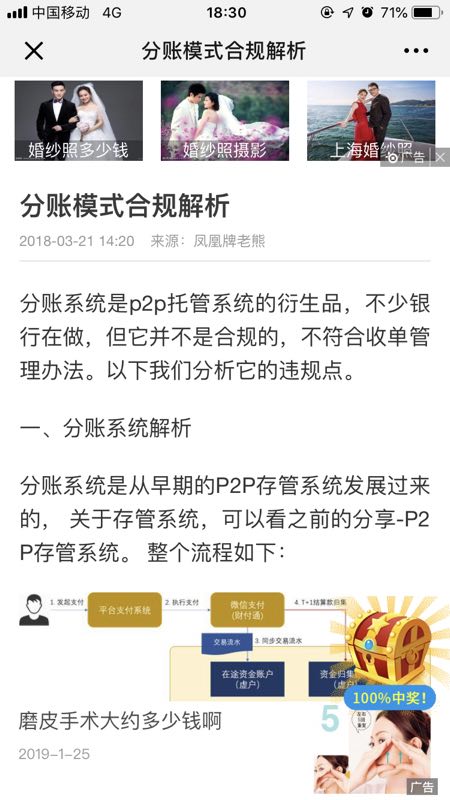 中国移动 4G 18:30 71%
分账模式合规解析
婚纱照多少钱 婚纱照摄影 上海婚纱照
广告
分账模式合规解析
2018-03-21 14:20 来源：凤凰牌老熊
分账系统是p2p托管系统的衍生品，不少银
行在做，但它并不是合规的，不符合收单管
理办法。以下我们分析它的违规点。
一、分账系统解析
分账系统是从早期的P2P存管系统发展过来
的， 关于存管系统，可以看之前的分享-P2
P存管系统。 整个流程如下：
1. 发起支付 平台支付系统 2. 执行支付 微信支付 4. T+1结算款归集
(财付通)
交易流水 3. 同步交易流水
在途资金账户 资金归集
(虚户) (虚户)
100%中奖!
磨皮手术大约多少钱啊 5
2019-1-25
广告